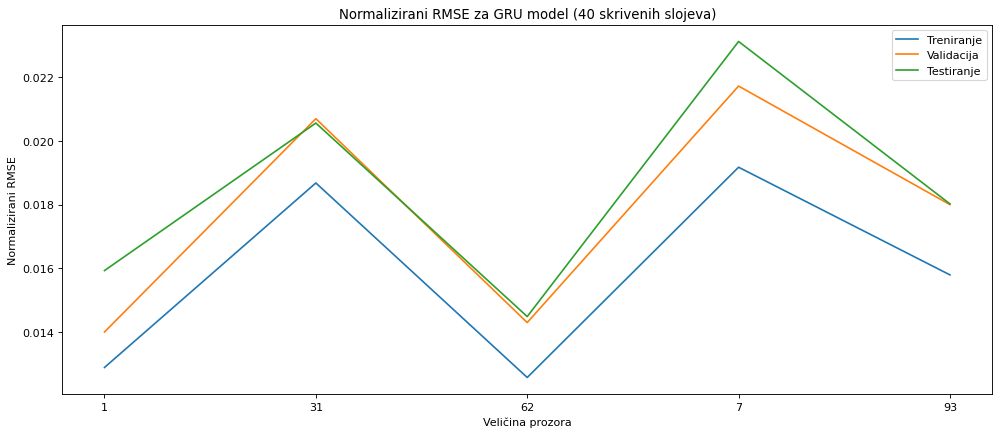 Normalizirani RMSE za GRU model (40 skrivenih slojeva)
Treniranje
Validacija
Testiranje
Normalizirani RMSE
0.022
0.020
0.018
0.016
0.014
1 31 62 7 93
Veličina prozora